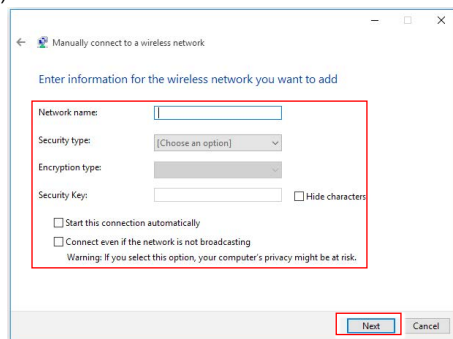 )
Manually connect to a wireless network
Enter information for the wireless network you want to add
Network name:
Security type: [Choose an option]
Encryption type:
Security Key: Hide characters
Start this connection automatically
Connect even if the network is not broadcasting
Warning: If you select this option, your computer's privacy might be at risk.
Next Cancel